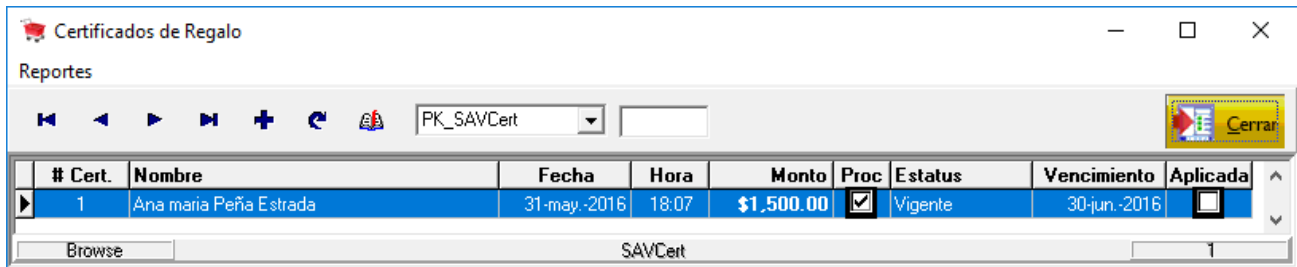 Certificados de Regalo
Reportes
PK_SAVCert
Cerrar
# Cert. Nombre Fecha Hora Monto Proc Estatus Vencimiento Aplicada
1 Ana maria Peña Estrada 31-may.-2016 18:07 $1,500.00 Vigente 30-jun.-2016
Browse SAVCert 1